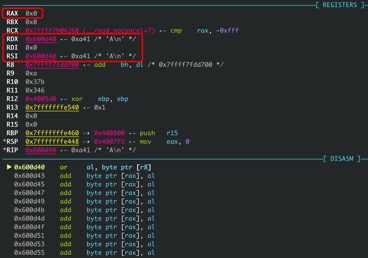 [ REGISTERS ]
RAX 0x0
RBX 0x0
RCX 0x7ffff7b04260 (__read_nocancel+7) ◂— cmp rax, -0xfff
RDX 0x600d40 ◂— 0xa41 /* 'A\n' */
RDI 0x0
RSI 0x600d40 ◂— 0xa41 /* 'A\n' */
R8 0x7ffff7fdd700 ◂— add bh, dl /* 0x7ffff7fdd700 */
R9 0xa
R10 0x37b
R11 0x346
R12 ◂— xor ebp, ebp
R13 0x7fffffffe540 ◂— 0x1
R14 0x0
R15 0x0
RBP 0x7fffffffe460 —▸ 0x400800 ◂— push r15
*RSP 0x7fffffffe448 —▸ 0x4007f9 ◂— mov eax, 0
*RIP 0x600d40 ◂— 0xa41 /* 'A\n' */
[ DISASM ]
► 0x600d40 or al, byte ptr [r8]
0x600d43 add byte ptr [rax], al
0x600d45 add byte ptr [rax], al
0x600d47 add byte ptr [rax], al
0x600d49 add byte ptr [rax], al
0x600d4b add byte ptr [rax], al
0x600d4d add byte ptr [rax], al
0x600d4f add byte ptr [rax], al
0x600d51 add byte ptr [rax], al
0x600d53 add byte ptr [rax], al
0x600d55 add byte ptr [rax], al